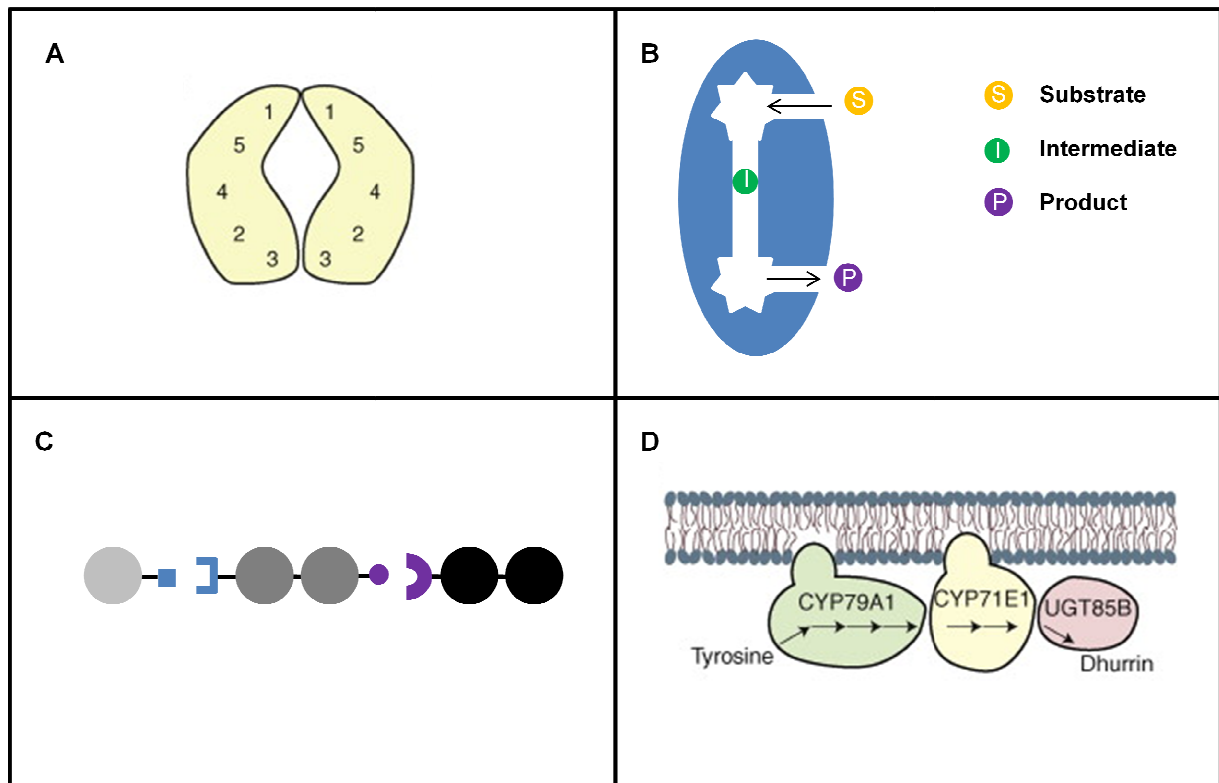 A
1 1
5 5
4 4
2 2
3 3
B
S
I
P
S Substrate
I Intermediate
P Product
C
D
CYP79A1
CYP71E1
UGT85B
Tyrosine
Dhurrin